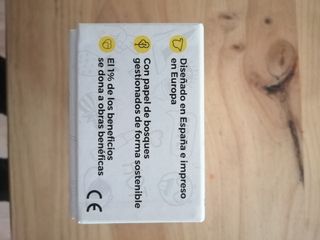 Diseñado en España e impreso
en Europa
Con papel de bosques
gestionados de forma sostenible
El 1% de los beneficios
se dona a obras benéficas
CE